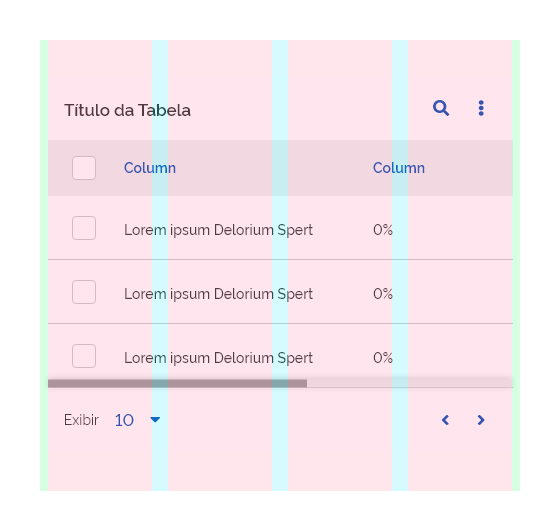 Título da Tabela
Column Column
Lorem ipsum Delorium Spert 0%
Lorem ipsum Delorium Spert 0%
Lorem ipsum Delorium Spert 0%
Exibir 10